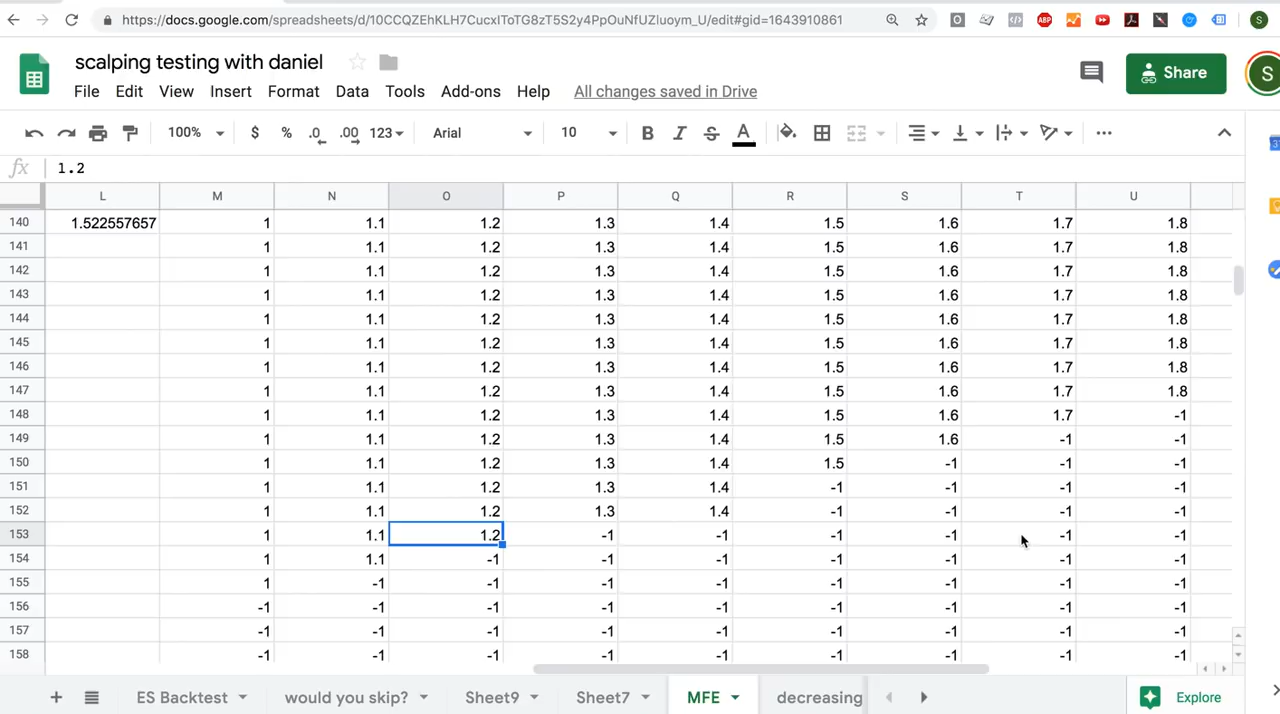 https://docs.google.com/spreadsheets/d/10CCQZEhKLH7CucxIToTG8zT5S2y4PpOuNfUZluoym_U/edit#gid=1643910861
scalping testing with daniel
Share
S
File Edit View Insert Format Data Tools Add-ons Help All changes saved in Drive
100% $ % .0 .00 123 Arial 10 B I S A
fx 1.2
L M N O P Q R S T U
140 1.522557657 1 1.1 1.2 1.3 1.4 1.5 1.6 1.7 1.8
141 1 1.1 1.2 1.3 1.4 1.5 1.6 1.7 1.8
142 1 1.1 1.2 1.3 1.4 1.5 1.6 1.7 1.8
143 1 1.1 1.2 1.3 1.4 1.5 1.6 1.7 1.8
144 1 1.1 1.2 1.3 1.4 1.5 1.6 1.7 1.8
145 1 1.1 1.2 1.3 1.4 1.5 1.6 1.7 1.8
146 1 1.1 1.2 1.3 1.4 1.5 1.6 1.7 1.8
147 1 1.1 1.2 1.3 1.4 1.5 1.6 1.7 1.8
148 1 1.1 1.2 1.3 1.4 1.5 1.6 1.7 -1
149 1 1.1 1.2 1.3 1.4 1.5 1.6 -1 -1
150 1 1.1 1.2 1.3 1.4 1.5 -1 -1 -1
151 1 1.1 1.2 1.3 1.4 -1 -1 -1 -1
152 1 1.1 1.2 1.3 1.4 -1 -1 -1 -1
153 1 1.1 1.2 -1 -1 -1 -1 -1 -1
154 1 1.1 -1 -1 -1 -1 -1 -1 -1
155 1 -1 -1 -1 -1 -1 -1 -1 -1
156 -1 -1 -1 -1 -1 -1 -1 -1 -1
157 -1 -1 -1 -1 -1 -1 -1 -1 -1
158 -1 -1 -1 -1 -1 -1 -1 -1 -1
+ ES Backtest would you skip? Sheet9 Sheet7 MFE decreasing Explore